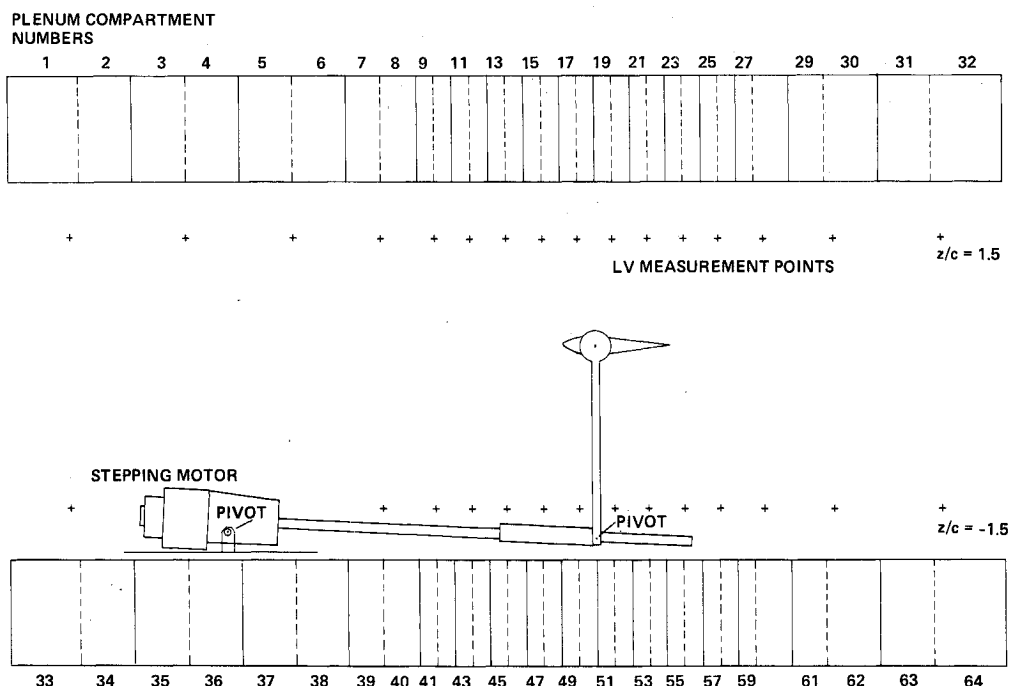 PLENUM COMPARTMENT
NUMBERS
1 2 3 4 5 6 7 8 9 11 13 15 17 19 21 23 25 27 29 30 31 32
z/c = 1.5
LV MEASUREMENT POINTS
STEPPING MOTOR
PIVOT
PIVOT
z/c = -1.5
33 34 35 36 37 38 39 40 41 43 45 47 49 51 53 55 57 59 61 62 63 64